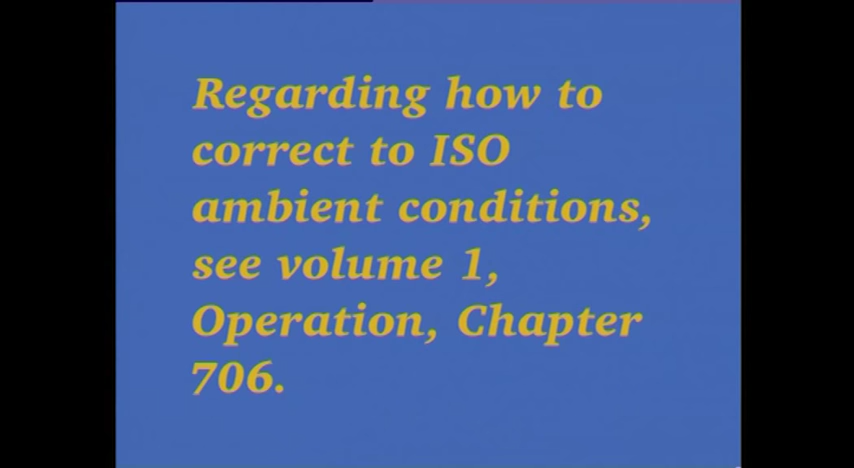 Regarding how to
correct to ISO
ambient conditions,
see volume 1,
Operation, Chapter
706.